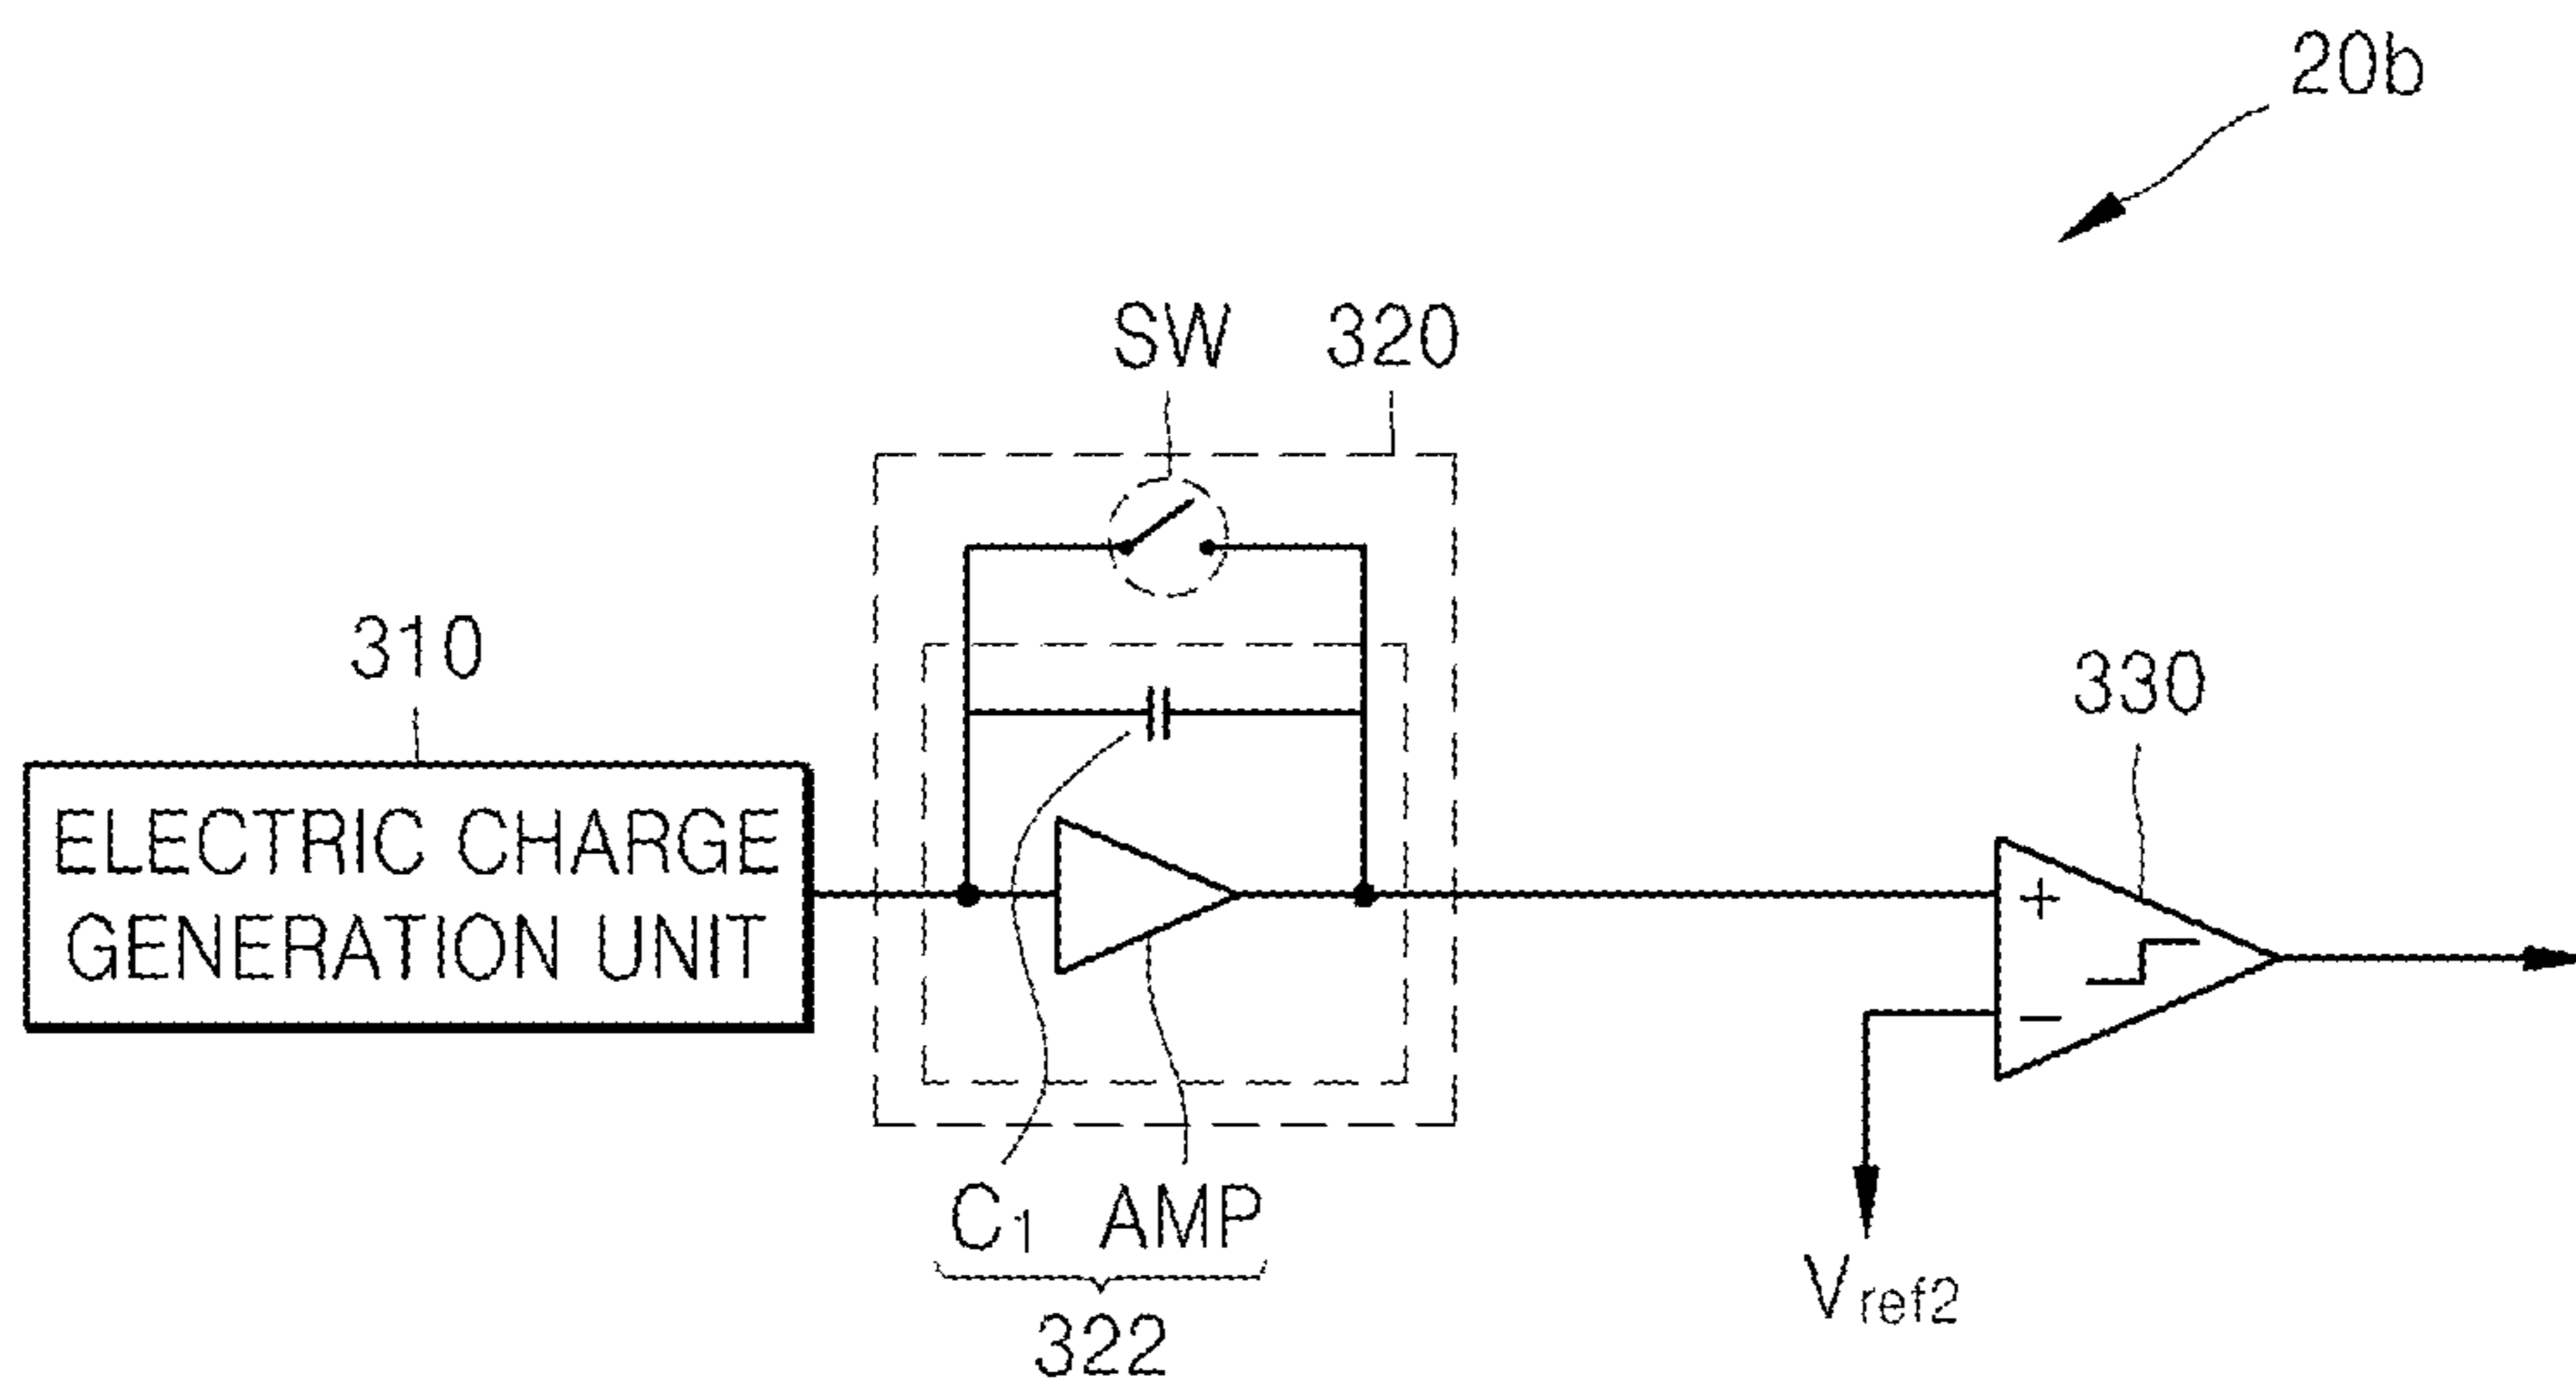 20b
SW 320
310
330
ELECTRIC CHARGE
GENERATION UNIT
+
−
C1 AMP
322
Vref2